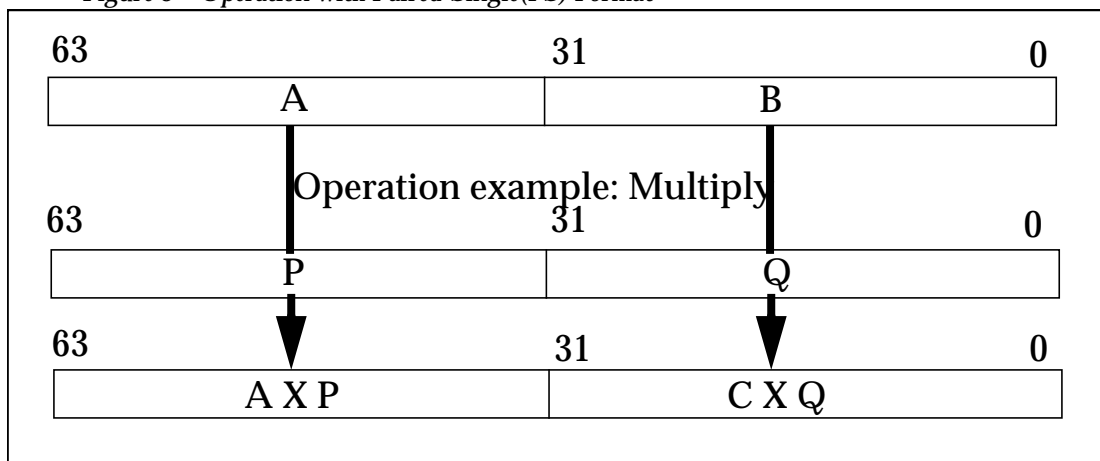 Figure 8 Operation with Paired Single(PS) Format
63 31 0
A B
Operation example: Multiply
63 31 0
P Q
63 31 0
A X P C X Q